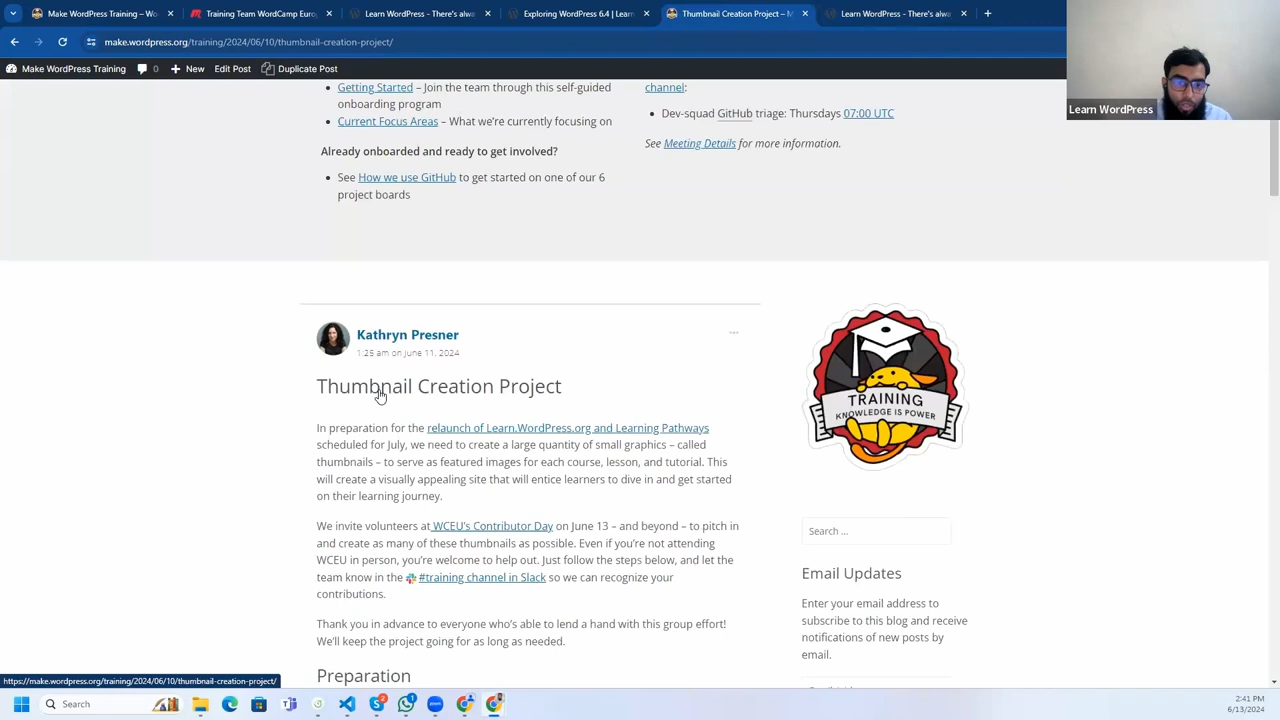 Make WordPress Training – Wo
Training Team WordCamp Euro
Learn WordPress - There's alwa
Exploring WordPress 6.4 | Learn
Thumbnail Creation Project – M
Learn WordPress - There's alwa
make.wordpress.org/training/2024/06/10/thumbnail-creation-project/
Make WordPress Training 0 New Edit Post Duplicate Post
Learn WordPress
Getting Started – Join the team through this self-guided
onboarding program
Current Focus Areas – What we're currently focusing on
Already onboarded and ready to get involved?
See How we use GitHub to get started on one of our 6
project boards
channel:
Dev-squad GitHub triage: Thursdays 07:00 UTC
See Meeting Details for more information.
Kathryn Presner
1:25 am on June 11, 2024
Thumbnail Creation Project
In preparation for the relaunch of Learn.WordPress.org and Learning Pathways
scheduled for July, we need to create a large quantity of small graphics – called
thumbnails – to serve as featured images for each course, lesson, and tutorial. This
will create a visually appealing site that will entice learners to dive in and get started
on their learning journey.
We invite volunteers at WCEU's Contributor Day on June 13 – and beyond – to pitch in
and create as many of these thumbnails as possible. Even if you're not attending
WCEU in person, you're welcome to help out. Just follow the steps below, and let the
team know in the #training channel in Slack so we can recognize your
contributions.
Thank you in advance to everyone who's able to lend a hand with this group effort!
We'll keep the project going for as long as needed.
Preparation
TRAINING
KNOWLEDGE IS POWER
Search ...
Email Updates
Enter your email address to
subscribe to this blog and receive
notifications of new posts by
email.
https://make.wordpress.org/training/2024/06/10/thumbnail-creation-project/
Search
2
1
2:41 PM
6/13/2024